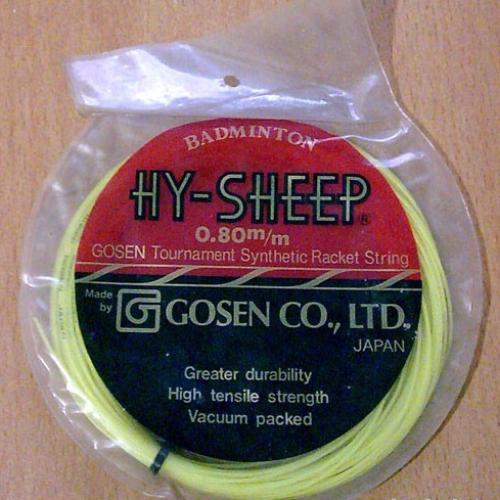 BADMINTON
HY-SHEEP®
0.80m/m
GOSEN Tournament Synthetic Racket String
Made by G GOSEN CO., LTD.
JAPAN
Greater durability
High tensile strength
Vacuum packed